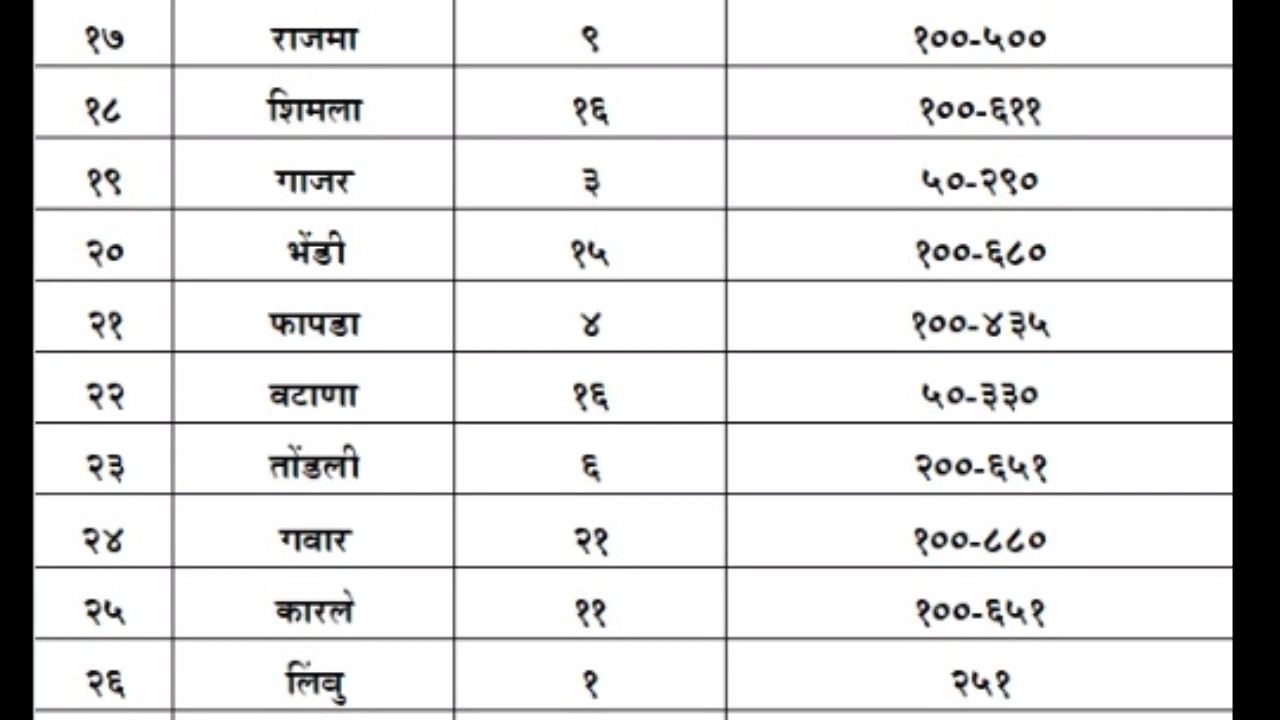 १७ राजमा ९ १००-५००
१८ शिमला १६ १००-६११
१९ गाजर ३ ५०-२९०
२० भेंडी १५ १००-६८०
२१ फापडा ४ १००-४३५
२२ वटाणा १६ ५०-३३०
२३ तोंडली ६ २००-६५१
२४ गवार २१ १००-८८०
२५ कारले ११ १००-६५१
२६ लिंबु १ २५१